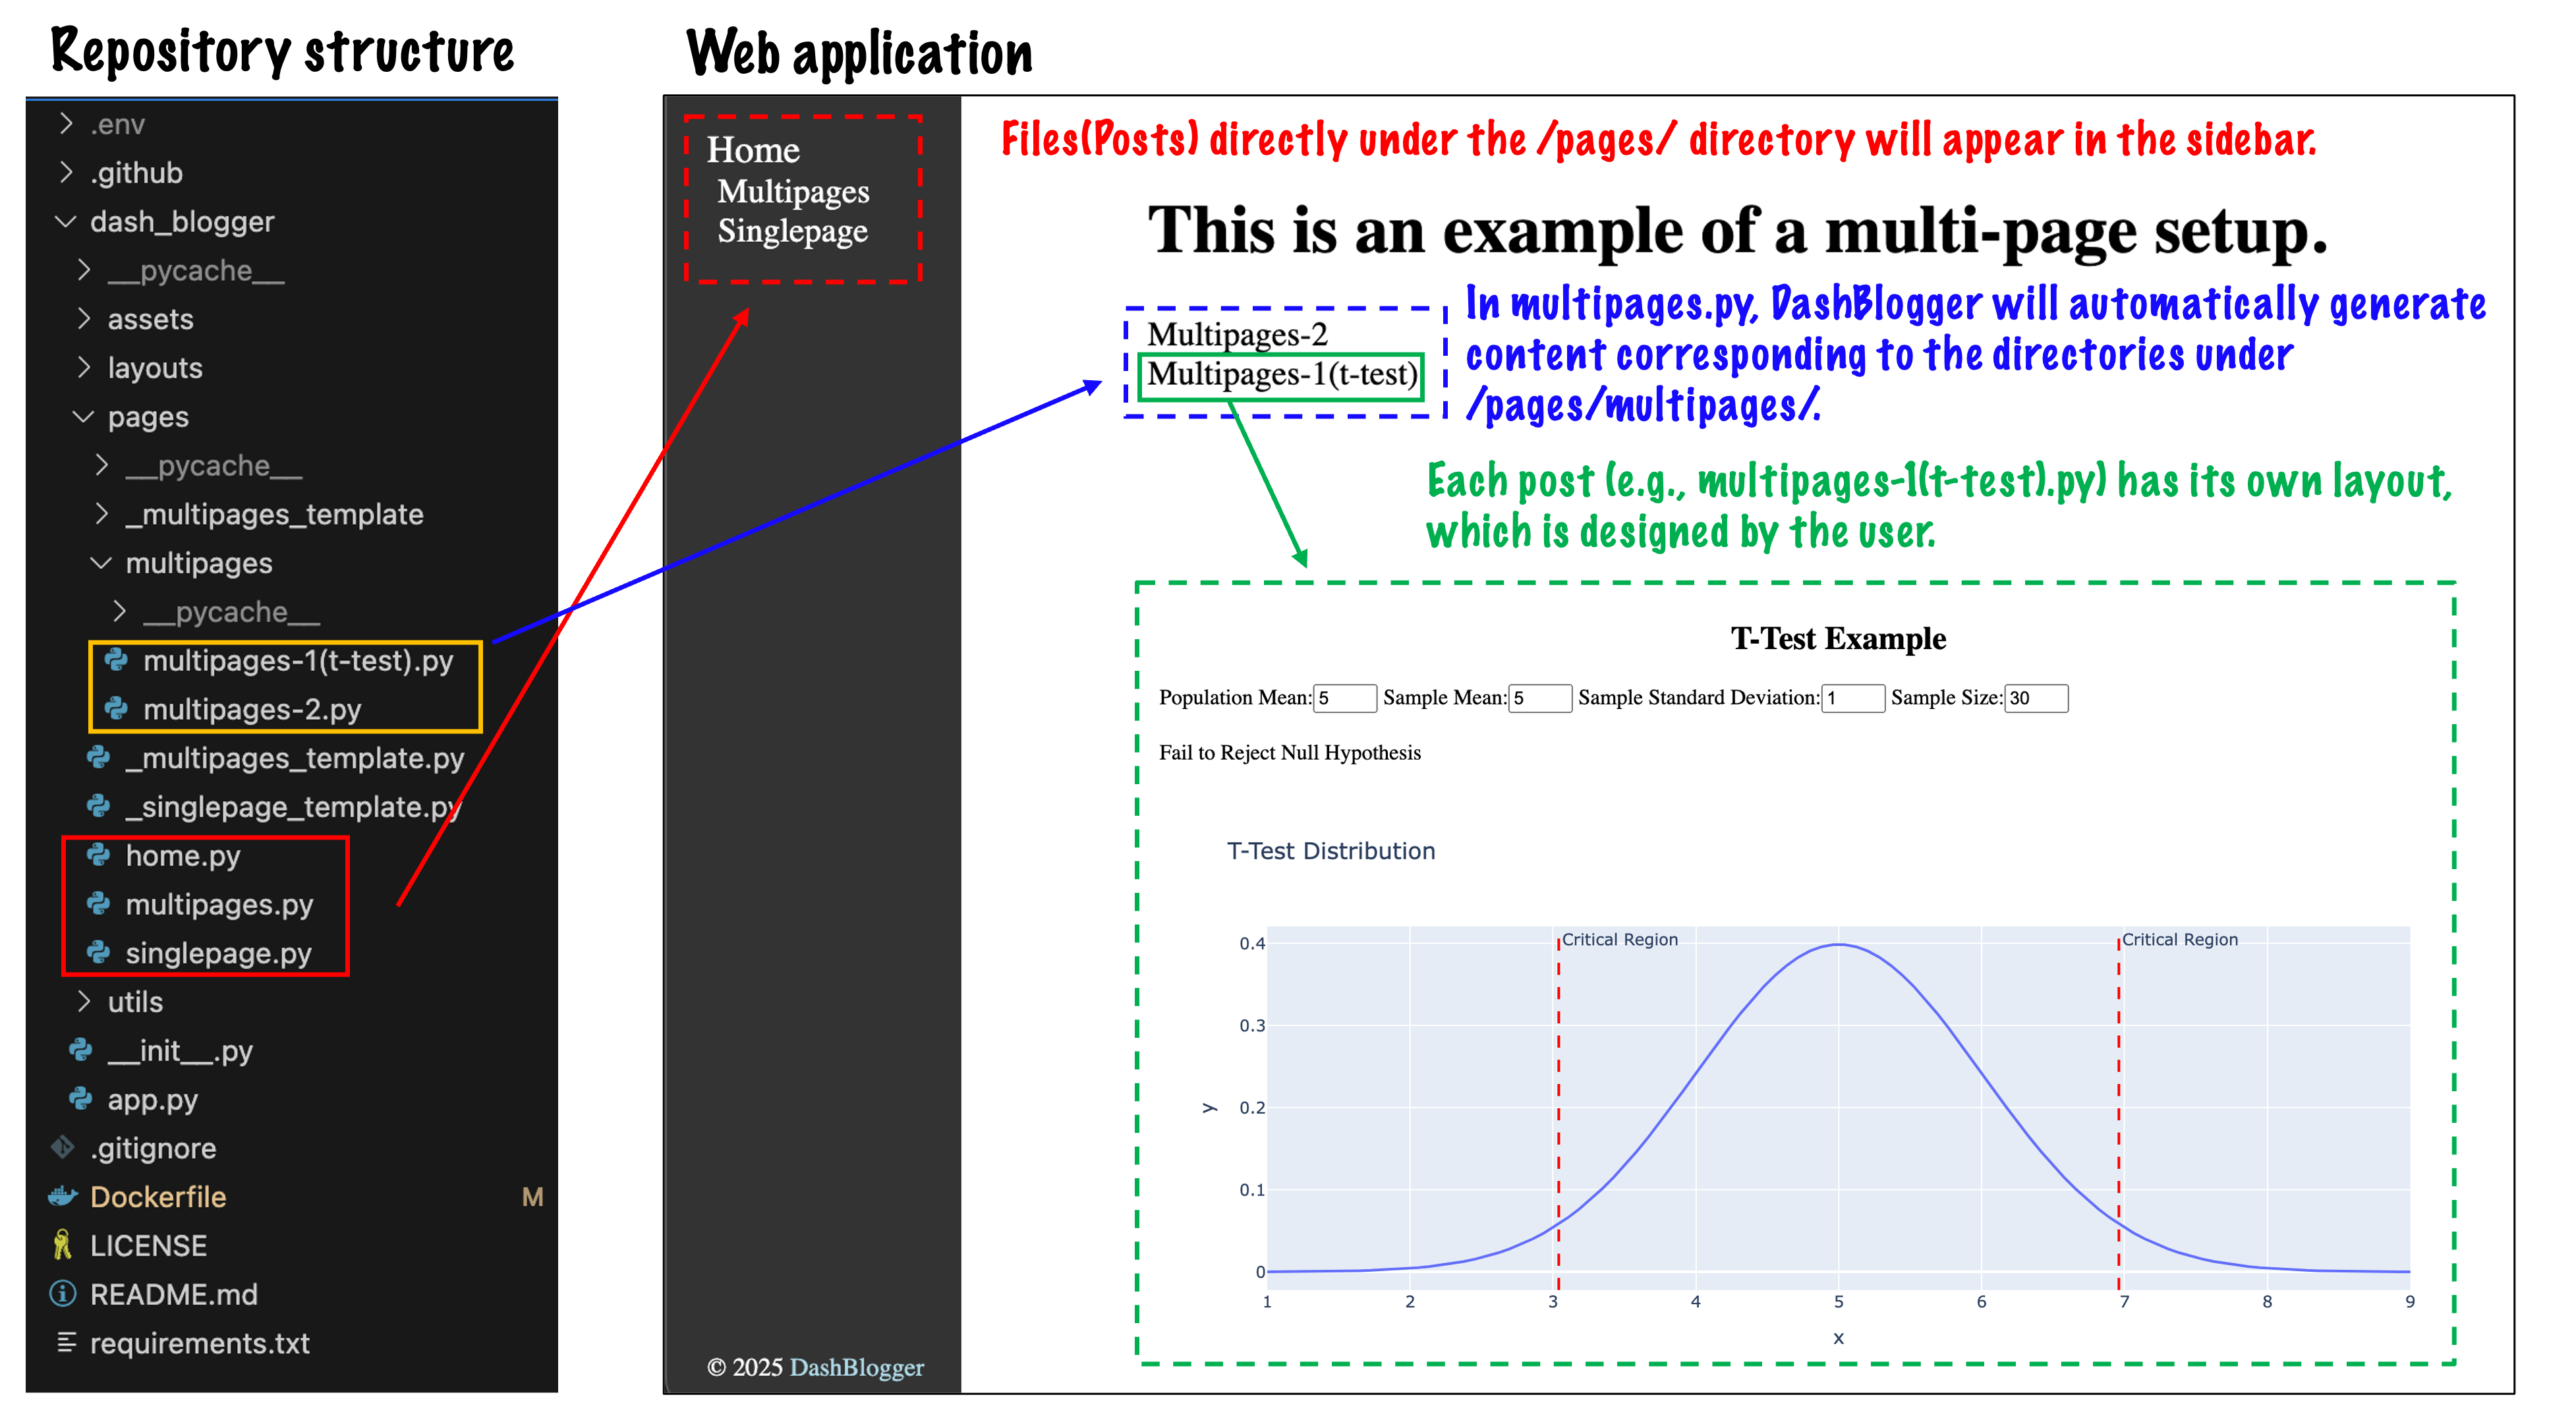 Repository structure
.env
.github
dash_blogger
__pycache__
assets
layouts
pages
__pycache__
_multipages_template
multipages
__pycache__
multipages-1(t-test).py
multipages-2.py
_multipages_template.py
_singlepage_template.py
home.py
multipages.py
singlepage.py
utils
__init__.py
app.py
.gitignore
Dockerfile M
LICENSE
README.md
requirements.txt
Web application
Home
Multipages
Singlepage
© 2025 DashBlogger
Files(Posts) directly under the /pages/ directory will appear in the sidebar.
This is an example of a multi-page setup.
Multipages-2
Multipages-1(t-test)
In multipages.py, DashBlogger will automatically generate
content corresponding to the directories under
/pages/multipages/.
Each post (e.g., multipages-1(t-test).py) has its own layout,
which is designed by the user.
T-Test Example
Population Mean: 5 Sample Mean: 5 Sample Standard Deviation: 1 Sample Size: 30
Fail to Reject Null Hypothesis
T-Test Distribution
Critical Region Critical Region
0.4
0.3
0.2
0.1
0
y
1 2 3 4 5 6 7 8 9
x